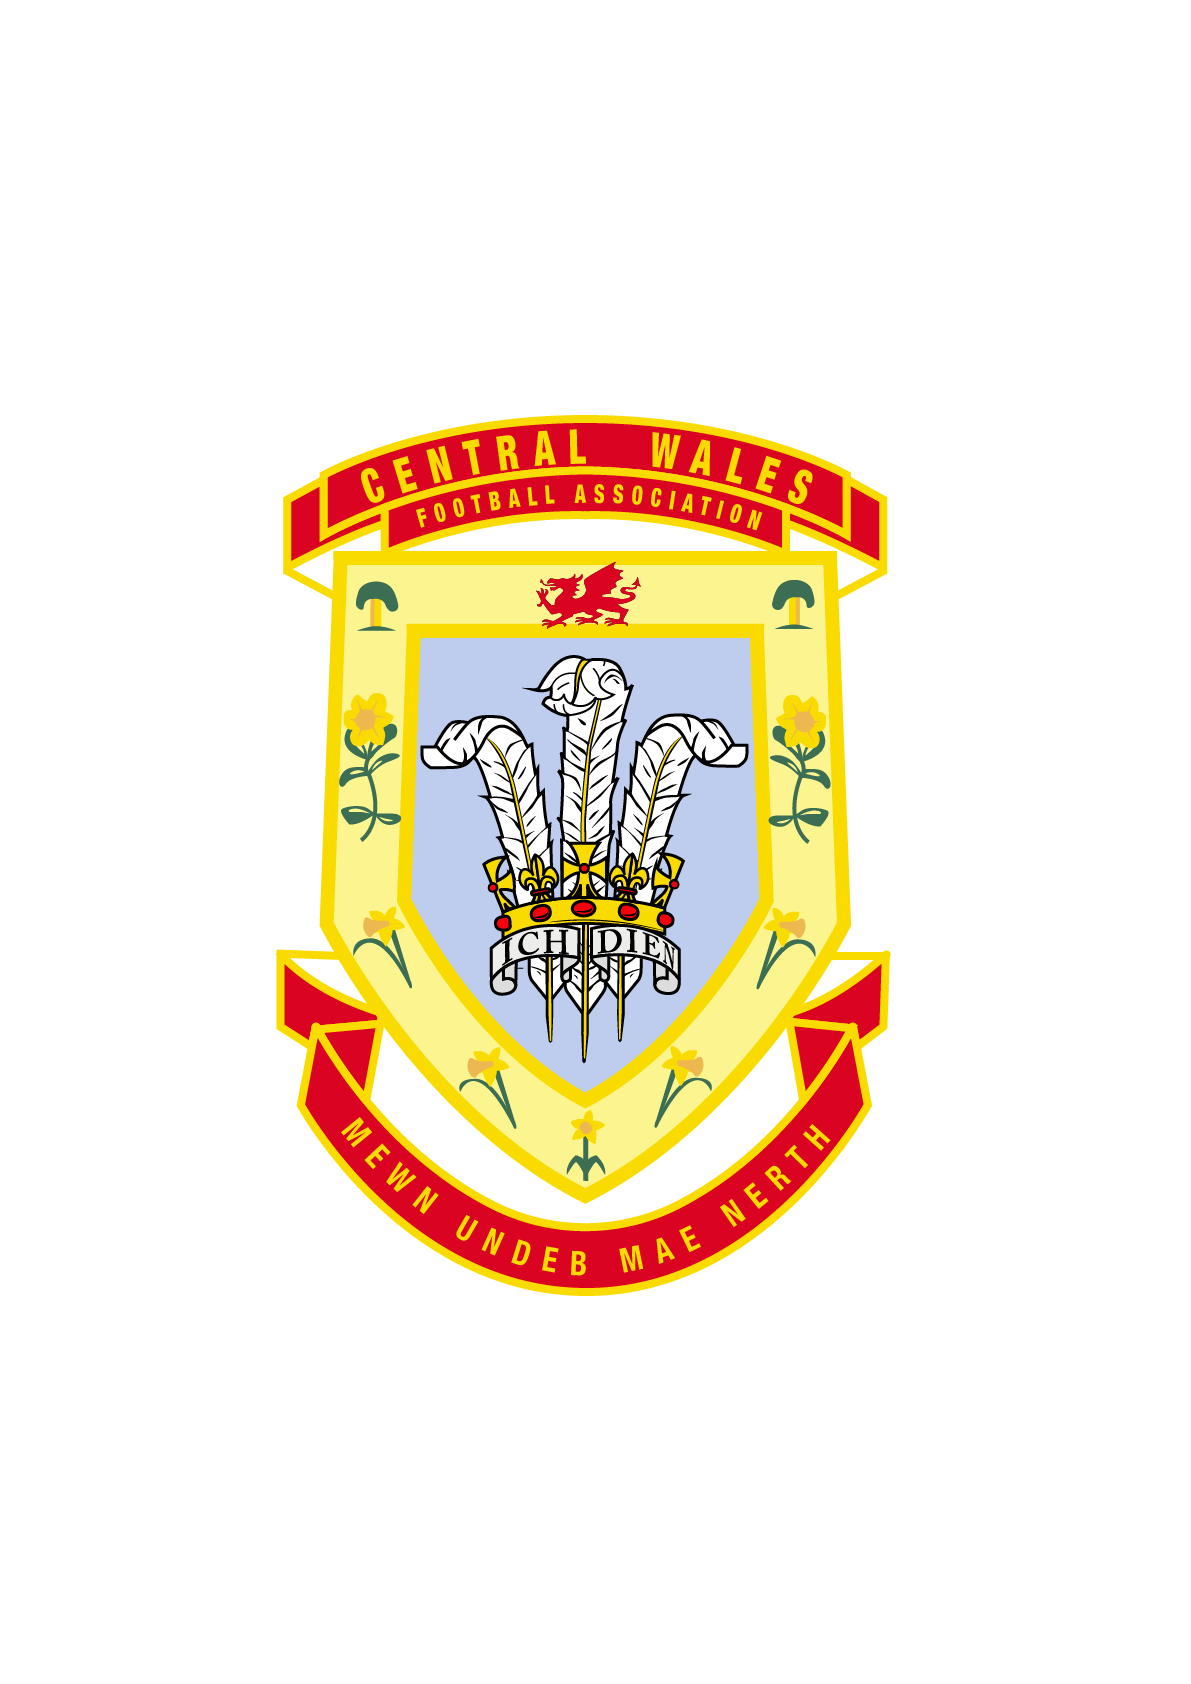 CENTRAL WALES
FOOTBALL ASSOCIATION
ICH DIEN
MEWN UNDEB MAE NERTH